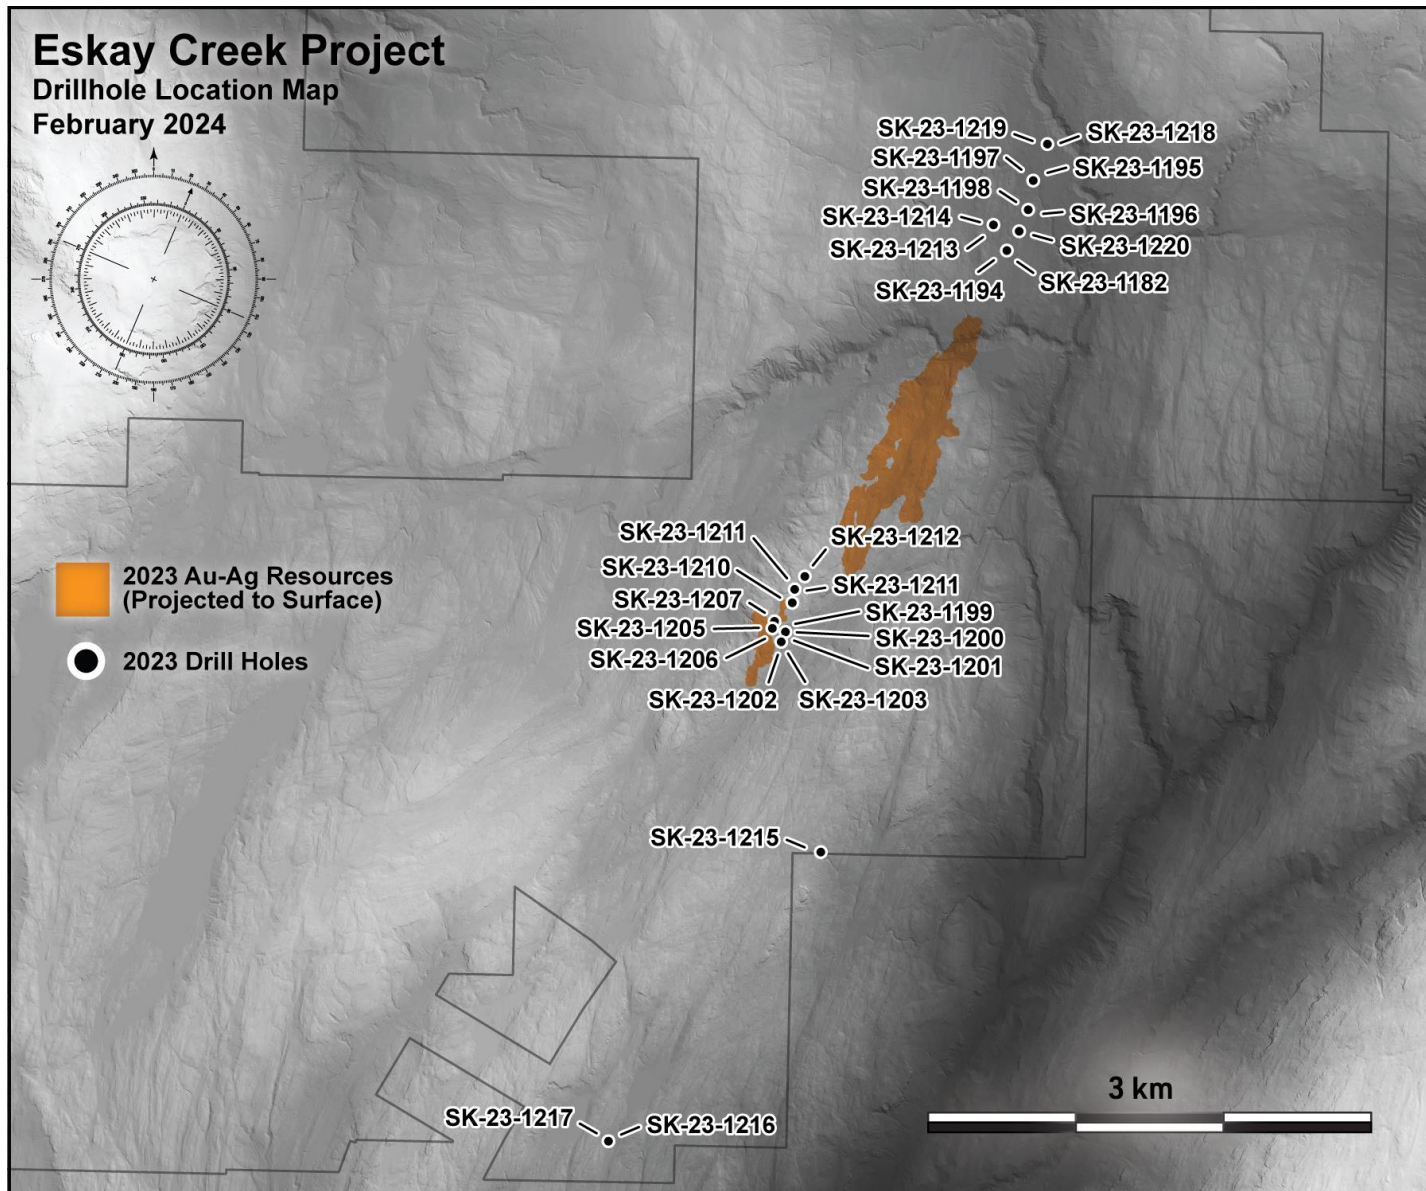 Eskay Creek Project
Drillhole Location Map
February 2024
SK-23-1219
SK-23-1218
SK-23-1197
SK-23-1195
SK-23-1198
SK-23-1196
SK-23-1214
SK-23-1213
SK-23-1220
SK-23-1194
SK-23-1182
SK-23-1211
SK-23-1212
SK-23-1210
SK-23-1211
SK-23-1207
SK-23-1199
SK-23-1205
SK-23-1200
SK-23-1206
SK-23-1201
SK-23-1202
SK-23-1203
2023 Au-Ag Resources
(Projected to Surface)
2023 Drill Holes
SK-23-1215
SK-23-1217
SK-23-1216
3 km